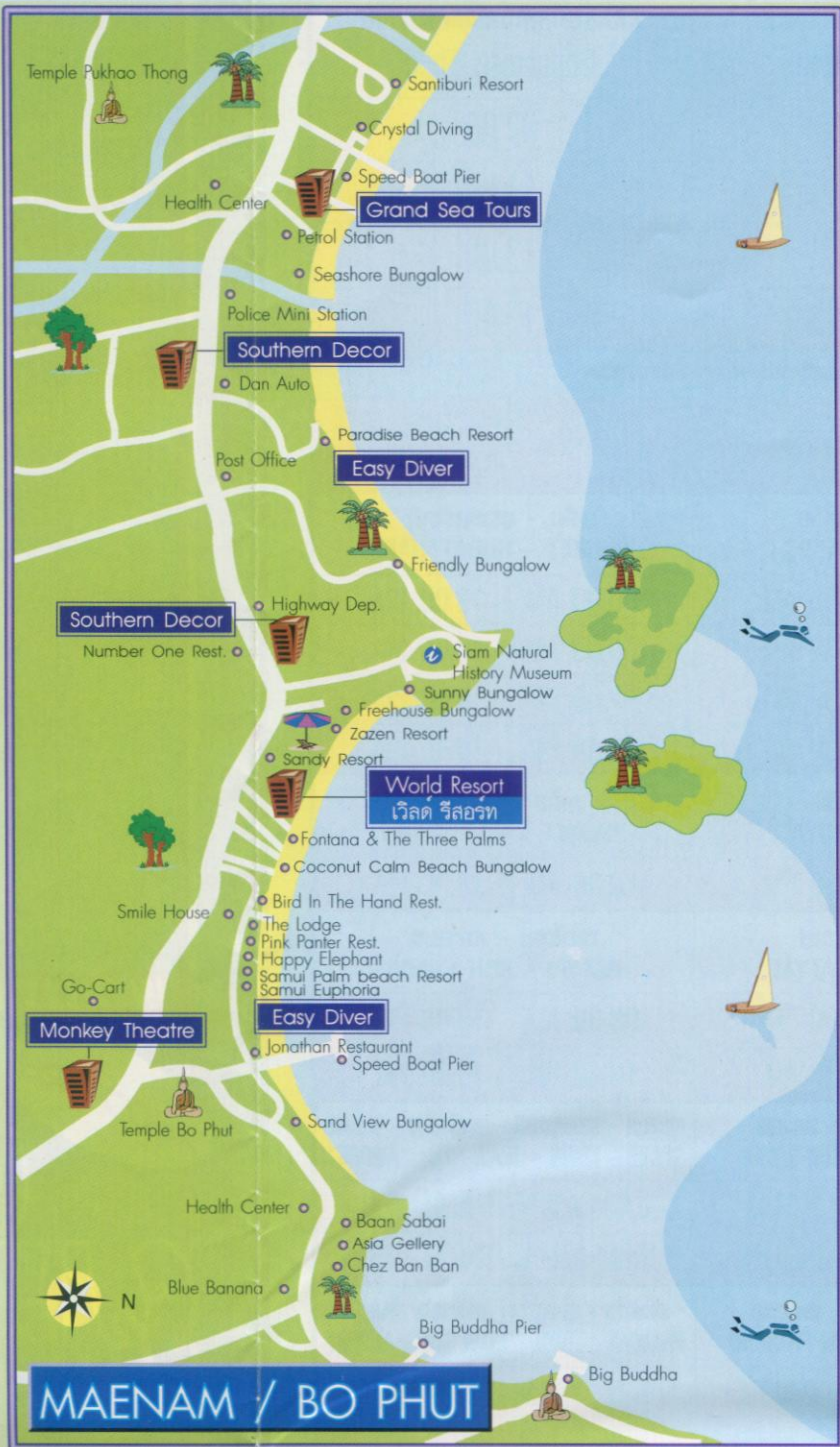 Temple Pukhao Thong
Santiburi Resort
Crystal Diving
Speed Boat Pier
Health Center
Grand Sea Tours
Petrol Station
Seashore Bungalow
Police Mini Station
Southern Decor
Dan Auto
Paradise Beach Resort
Post Office
Easy Diver
Friendly Bungalow
Highway Dep.
Southern Decor
Number One Rest.
i
Siam Natural
History Museum
Sunny Bungalow
Freehouse Bungalow
Zazen Resort
Sandy Resort
World Resort
เวิลด์ รีสอร์ท
Fontana & The Three Palms
Coconut Calm Beach Bungalow
Bird In The Hand Rest.
Smile House
The Lodge
Pink Panter Rest.
Happy Elephant
Samui Palm beach Resort
Samui Euphoria
Go-Cart
Easy Diver
Monkey Theatre
Jonathan Restaurant
Speed Boat Pier
Temple Bo Phut
Sand View Bungalow
Health Center
Baan Sabai
Asia Gellery
Chez Ban Ban
Blue Banana
N
Big Buddha Pier
Big Buddha
MAENAM / BO PHUT